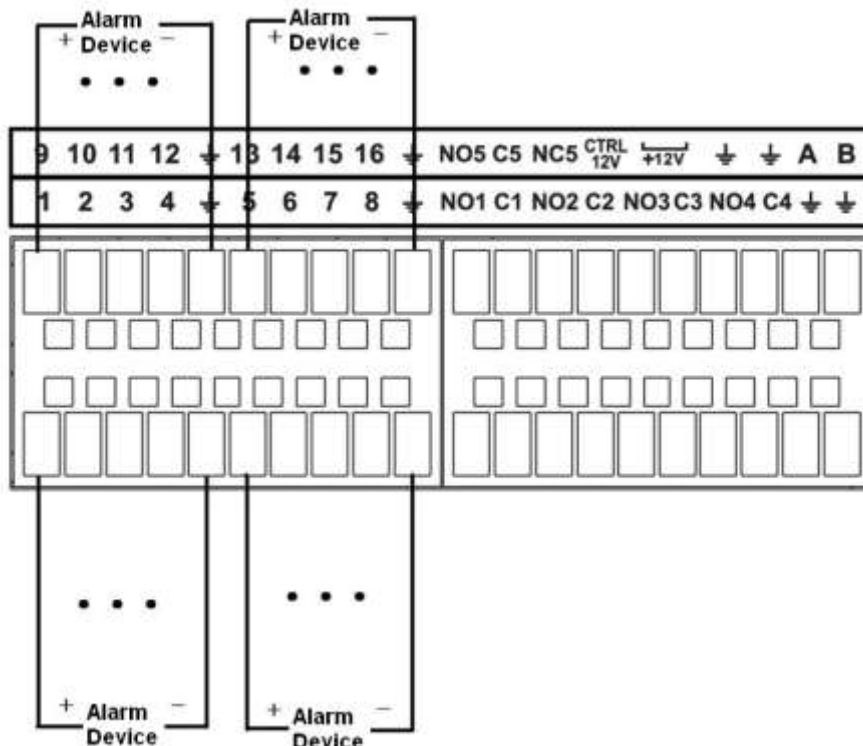 Alarm Device
+ −
Alarm Device
+ −
9 10 11 12 ⏚ 13 14 15 16 ⏚ NO5 C5 NC5 CTRL 12V +12V ⏚ ⏚ A B
1 2 3 4 ⏚ 5 6 7 8 ⏚ NO1 C1 NO2 C2 NO3 C3 NO4 C4 ⏚ ⏚
+ −
Alarm Device
+ −
Alarm Device